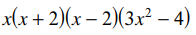 x(x + 2)(x − 2)(3x² − 4)